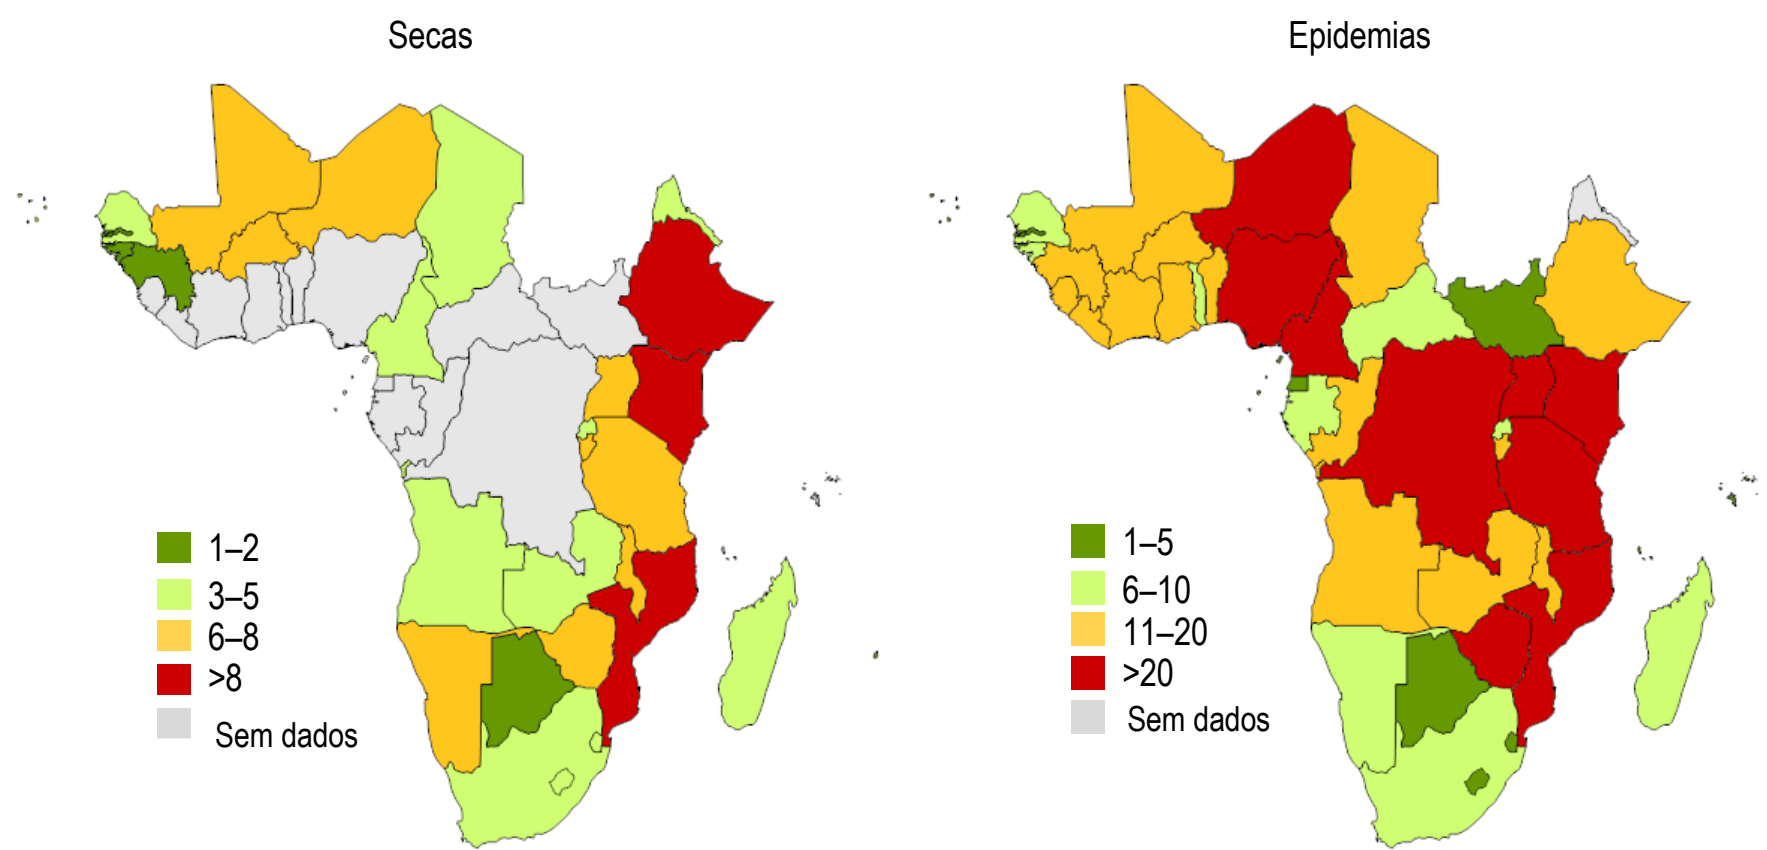 Secas
1–2
3–5
6–8
>8
Sem dados
Epidemias
1–5
6–10
11–20
>20
Sem dados